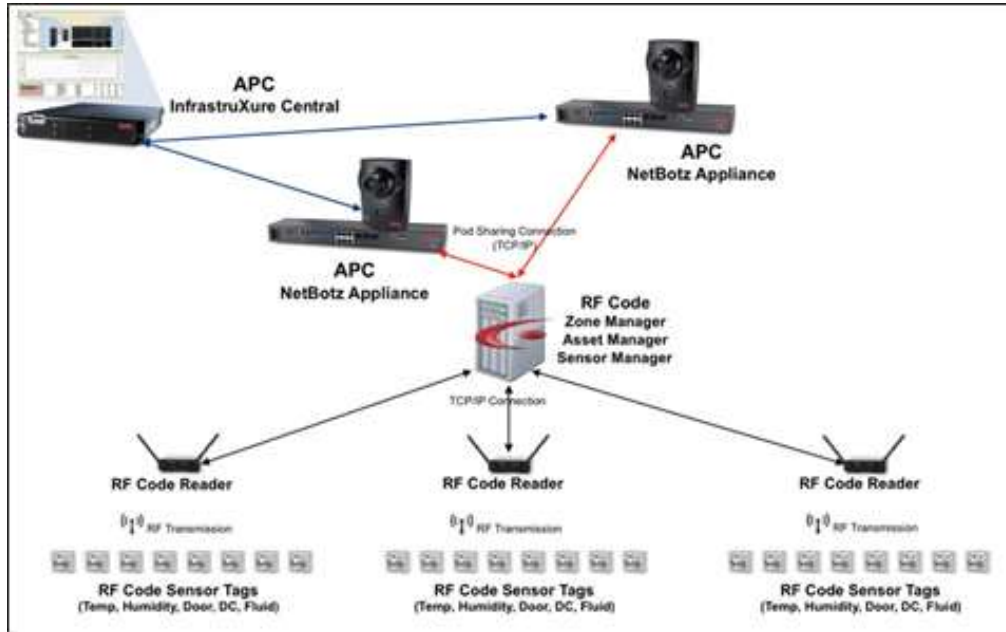 APC
InfrastruXure Central
APC
NetBotz Appliance
Pod Sharing Connection
(TCP/IP)
APC
NetBotz Appliance
RF Code
Zone Manager
Asset Manager
Sensor Manager
TCP/IP Connection
RF Code Reader
RF Code Reader
RF Code Reader
RF Transmission
RF Transmission
RF Transmission
RF Code Sensor Tags
(Temp, Humidity, Door, DC, Fluid)
RF Code Sensor Tags
(Temp, Humidity, Door, DC, Fluid)
RF Code Sensor Tags
(Temp, Humidity, Door, DC, Fluid)